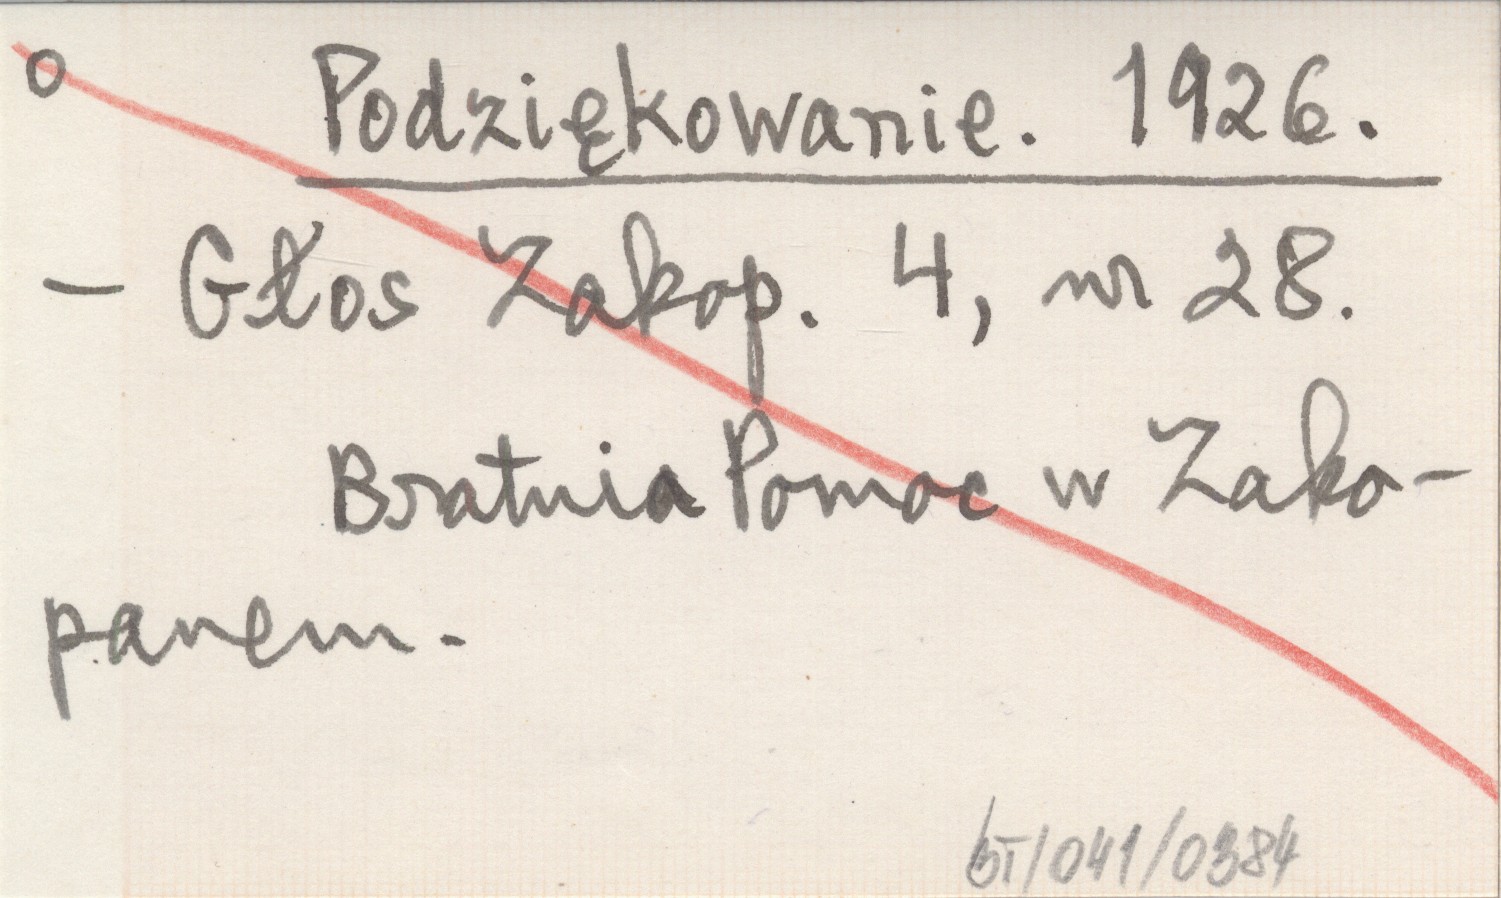 o Podziękowanie. 1926.
- Głos Zakop. 4, nr 28.
Bratnia Pomoc w Zako-
panem.
bT/041/0384